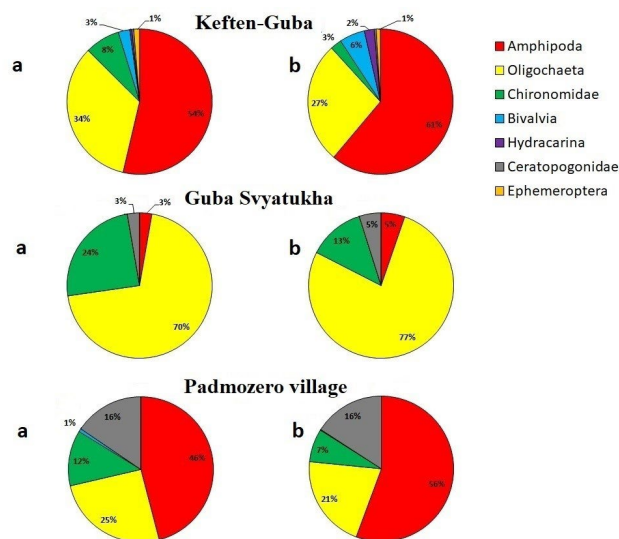 Keften-Guba
a
3%
1%
8%
34%
54%
b
2%
1%
3%
6%
27%
61%
Amphipoda
Oligochaeta
Chironomidae
Bivalvia
Hydracarina
Ceratopogonidae
Ephemeroptera
Guba Svyatukha
a
3%
3%
24%
70%
b
5%
5%
13%
77%
Padmozero village
a
1%
16%
46%
12%
25%
b
16%
7%
56%
21%